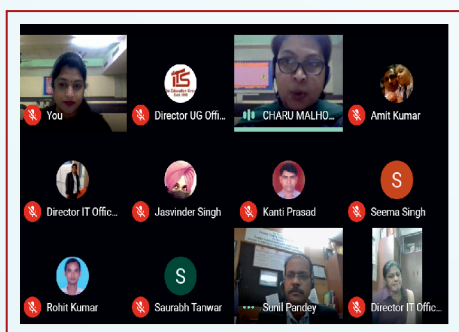 ITS
You
Director UG Offi...
CHARU MALHO...
Amit Kumar
Director IT Offic...
Jasvinder Singh
Kanti Prasad
S
Seema Singh
Rohit Kumar
S
Saurabh Tanwar
Sunil Pandey
Director IT Offic...